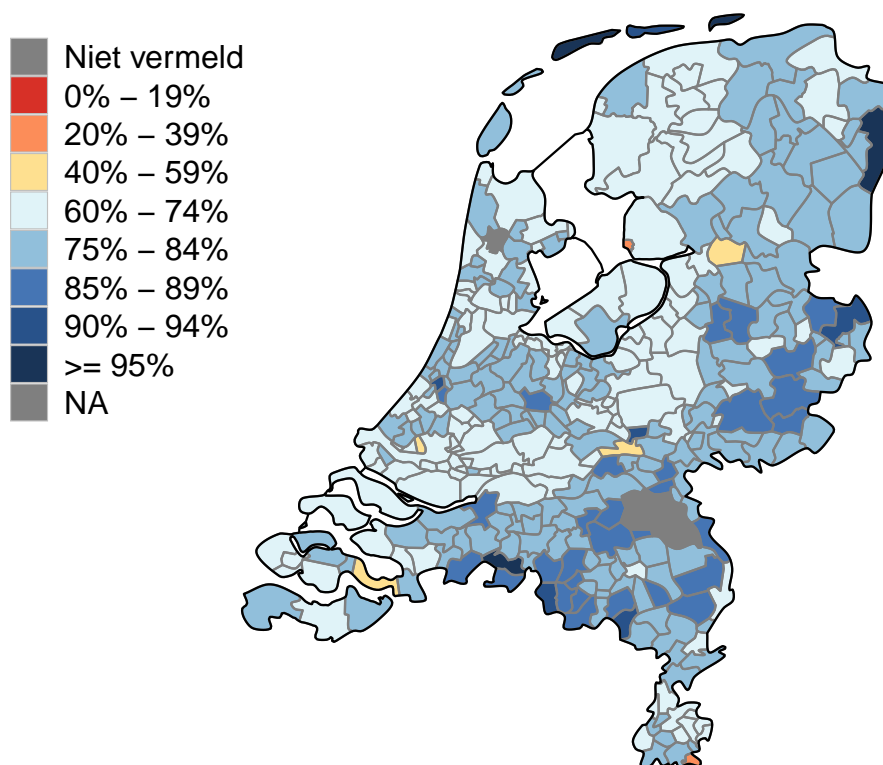 Niet vermeld
0% – 19%
20% – 39%
40% – 59%
60% – 74%
75% – 84%
85% – 89%
90% – 94%
>= 95%
NA